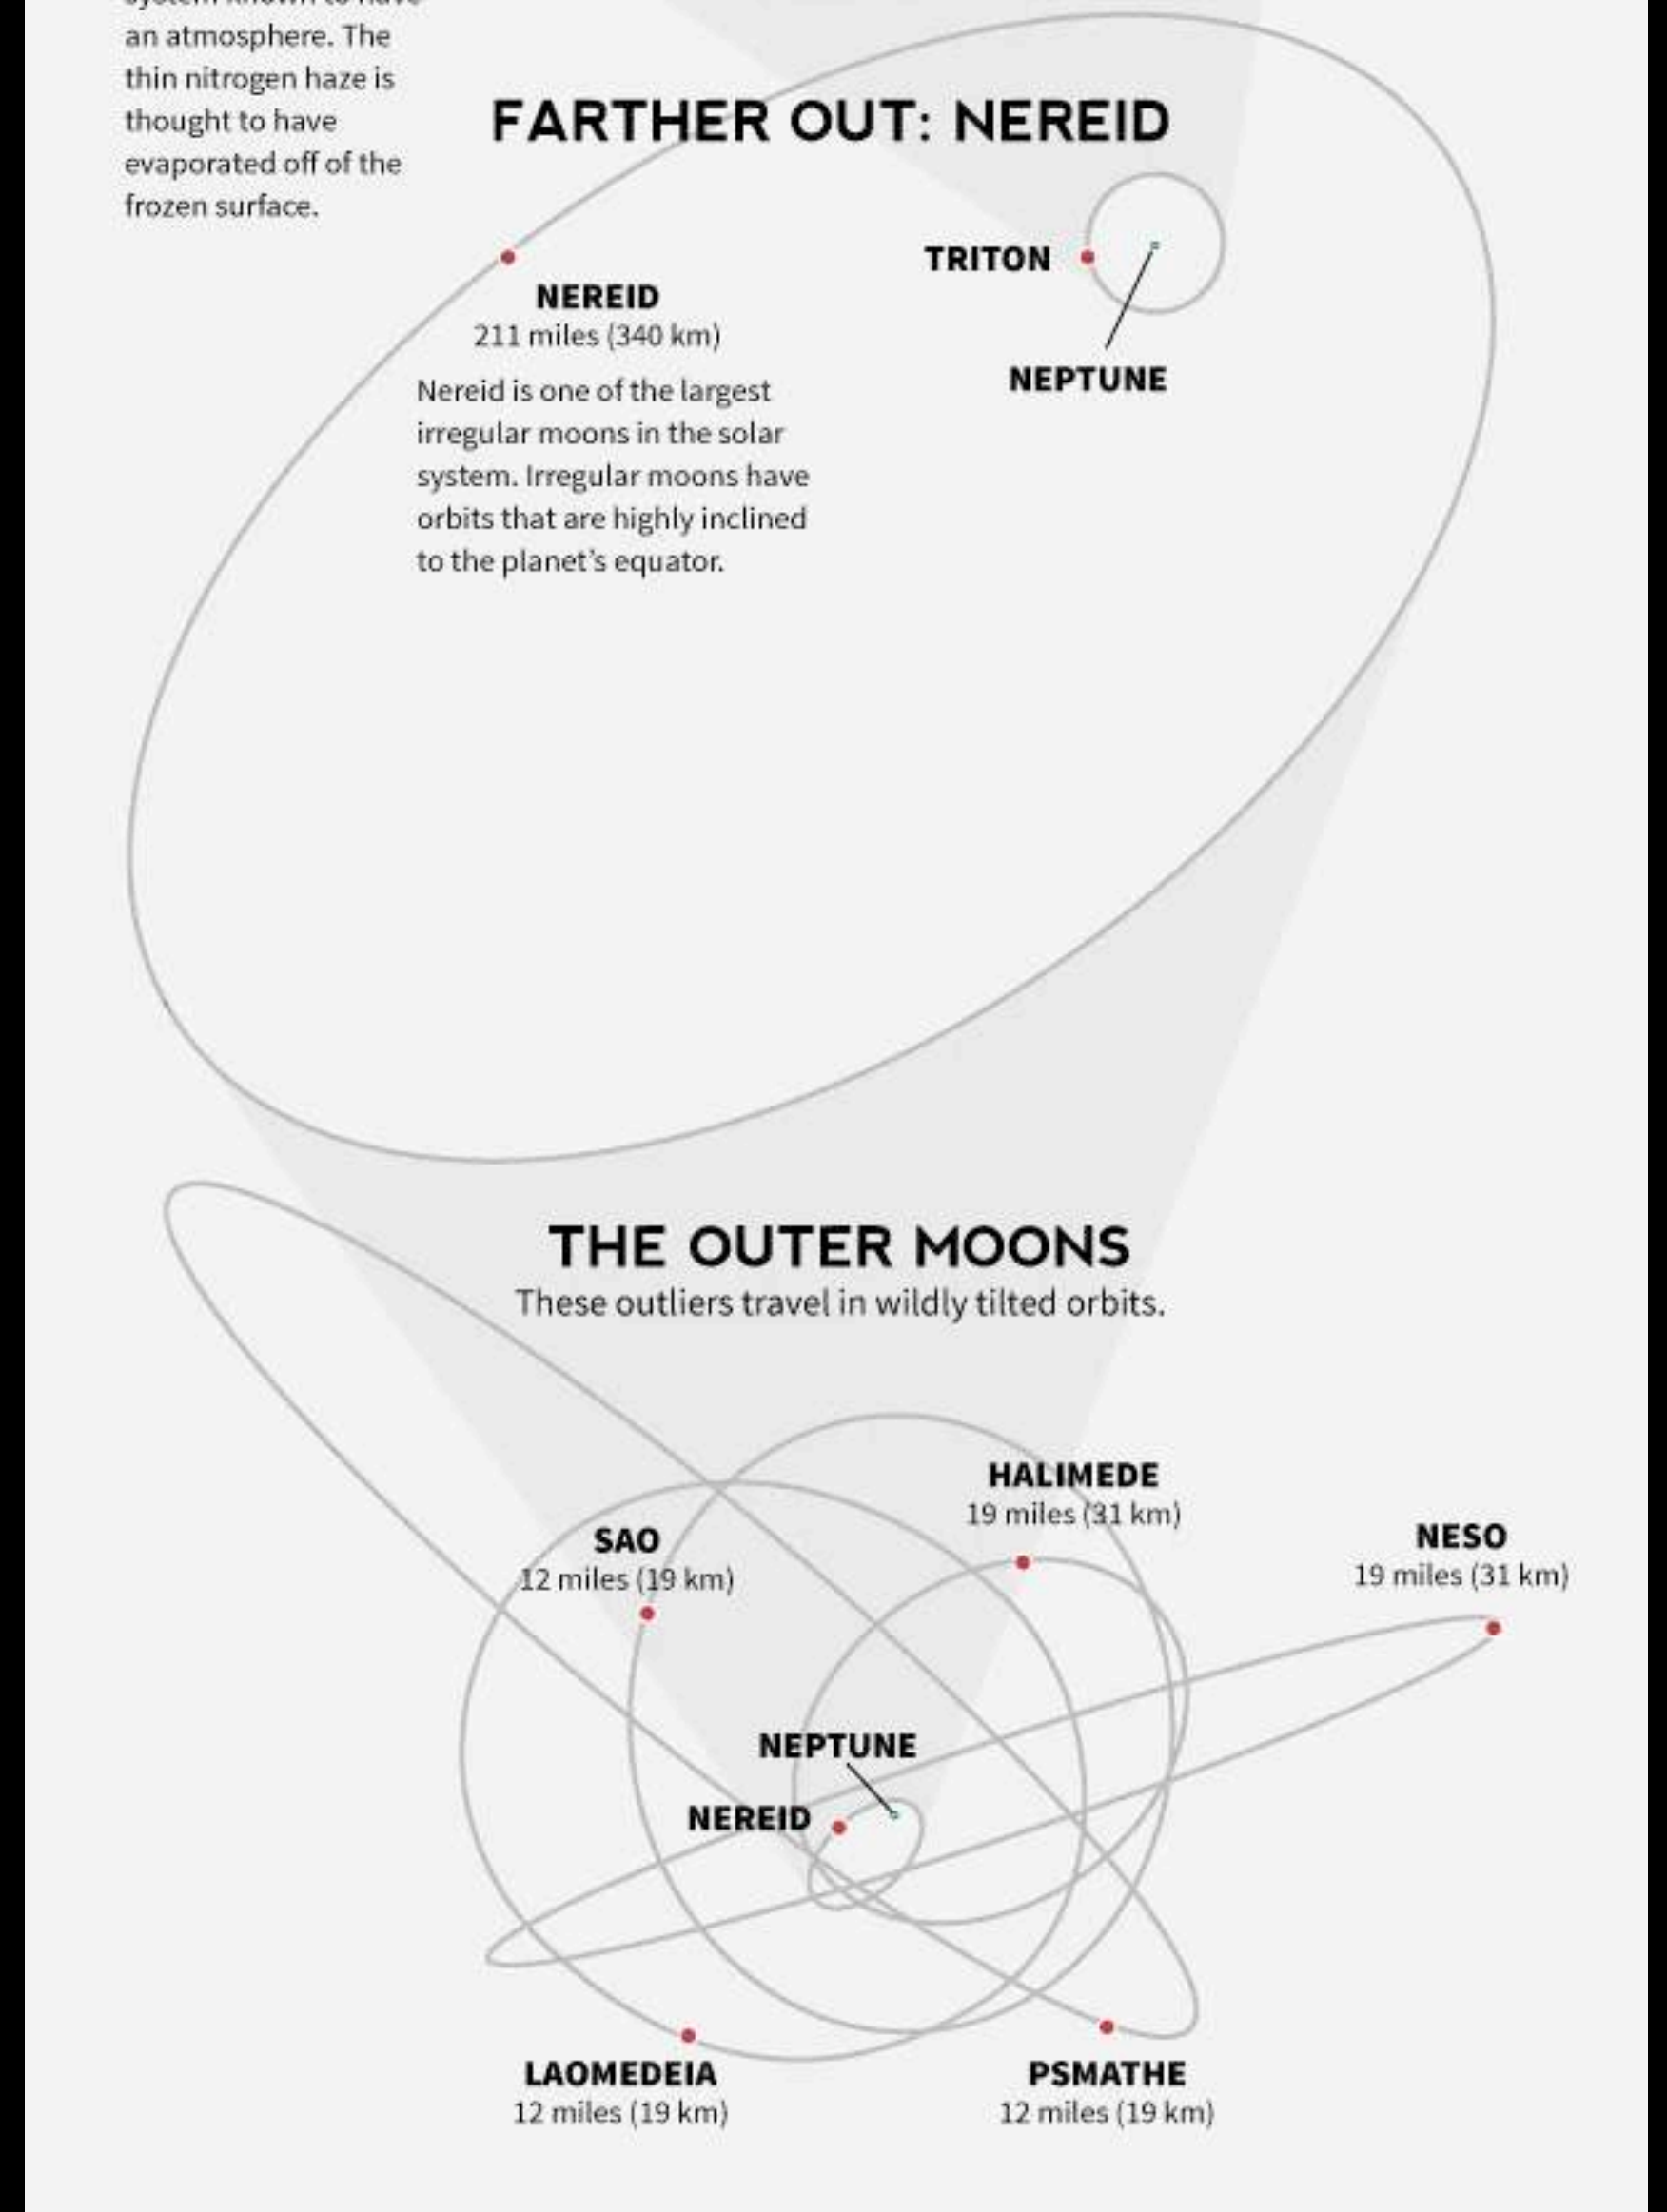 an atmosphere. The
thin nitrogen haze is
thought to have
evaporated off of the
frozen surface.
FARTHER OUT: NEREID
TRITON
NEPTUNE
NEREID
211 miles (340 km)
Nereid is one of the largest
irregular moons in the solar
system. Irregular moons have
orbits that are highly inclined
to the planet’s equator.
THE OUTER MOONS
These outliers travel in wildly tilted orbits.
HALIMEDE
19 miles (31 km)
NESO
19 miles (31 km)
SAO
12 miles (19 km)
NEPTUNE
NEREID
LAOMEDEIA
12 miles (19 km)
PSMATHE
12 miles (19 km)